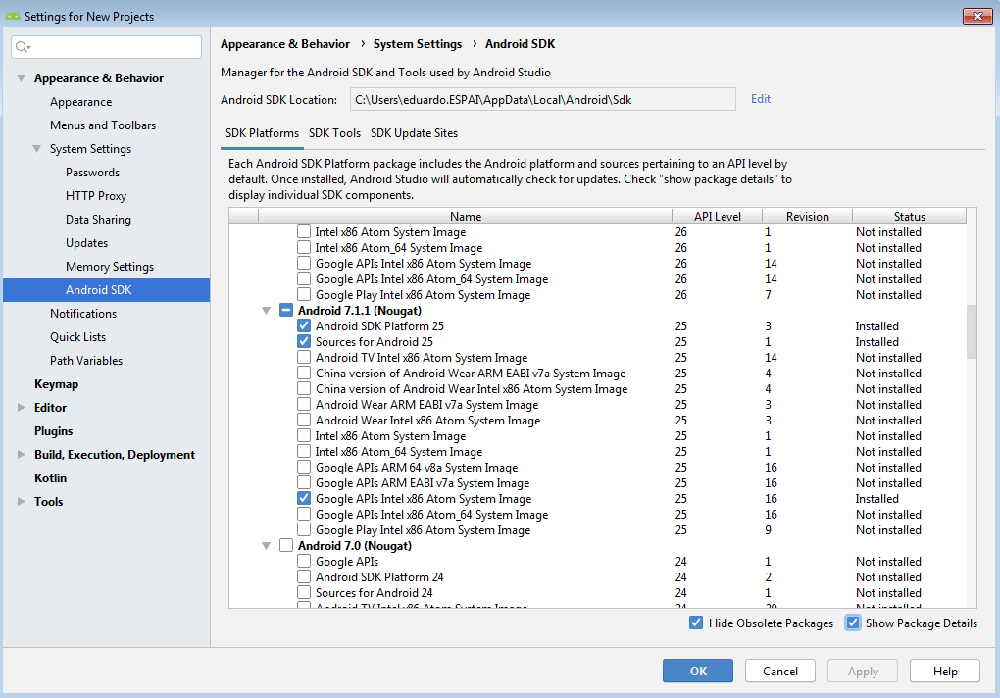 Settings for New Projects
Appearance & Behavior
Appearance
Menus and Toolbars
System Settings
Passwords
HTTP Proxy
Data Sharing
Updates
Memory Settings
Android SDK
Notifications
Quick Lists
Path Variables
Keymap
Editor
Plugins
Build, Execution, Deployment
Kotlin
Tools
Appearance & Behavior › System Settings › Android SDK
Manager for the Android SDK and Tools used by Android Studio
Android SDK Location: C:\Users\eduardo.ESPAI\AppData\Local\Android\Sdk Edit
SDK Platforms SDK Tools SDK Update Sites
Each Android SDK Platform package includes the Android platform and sources pertaining to an API level by
default. Once installed, Android Studio will automatically check for updates. Check "show package details" to
display individual SDK components.
Name API Level Revision Status
Intel x86 Atom System Image 26 1 Not installed
Intel x86 Atom_64 System Image 26 1 Not installed
Google APIs Intel x86 Atom System Image 26 14 Not installed
Google APIs Intel x86 Atom_64 System Image 26 14 Not installed
Google Play Intel x86 Atom System Image 26 7 Not installed
Android 7.1.1 (Nougat)
Android SDK Platform 25 25 3 Installed
Sources for Android 25 25 1 Installed
Android TV Intel x86 Atom System Image 25 14 Not installed
China version of Android Wear ARM EABI v7a System Image 25 4 Not installed
China version of Android Wear Intel x86 Atom System Image 25 4 Not installed
Android Wear ARM EABI v7a System Image 25 3 Not installed
Android Wear Intel x86 Atom System Image 25 3 Not installed
Intel x86 Atom System Image 25 1 Not installed
Intel x86 Atom_64 System Image 25 1 Not installed
Google APIs ARM 64 v8a System Image 25 16 Not installed
Google APIs ARM EABI v7a System Image 25 16 Not installed
Google APIs Intel x86 Atom System Image 25 16 Installed
Google APIs Intel x86 Atom_64 System Image 25 16 Not installed
Google Play Intel x86 Atom System Image 25 9 Not installed
Android 7.0 (Nougat)
Google APIs 24 1 Not installed
Android SDK Platform 24 24 2 Not installed
Sources for Android 24 24 1 Not installed
Android TV Intel x86 Atom System Image 24 20 Not installed
Hide Obsolete Packages Show Package Details
OK Cancel Apply Help